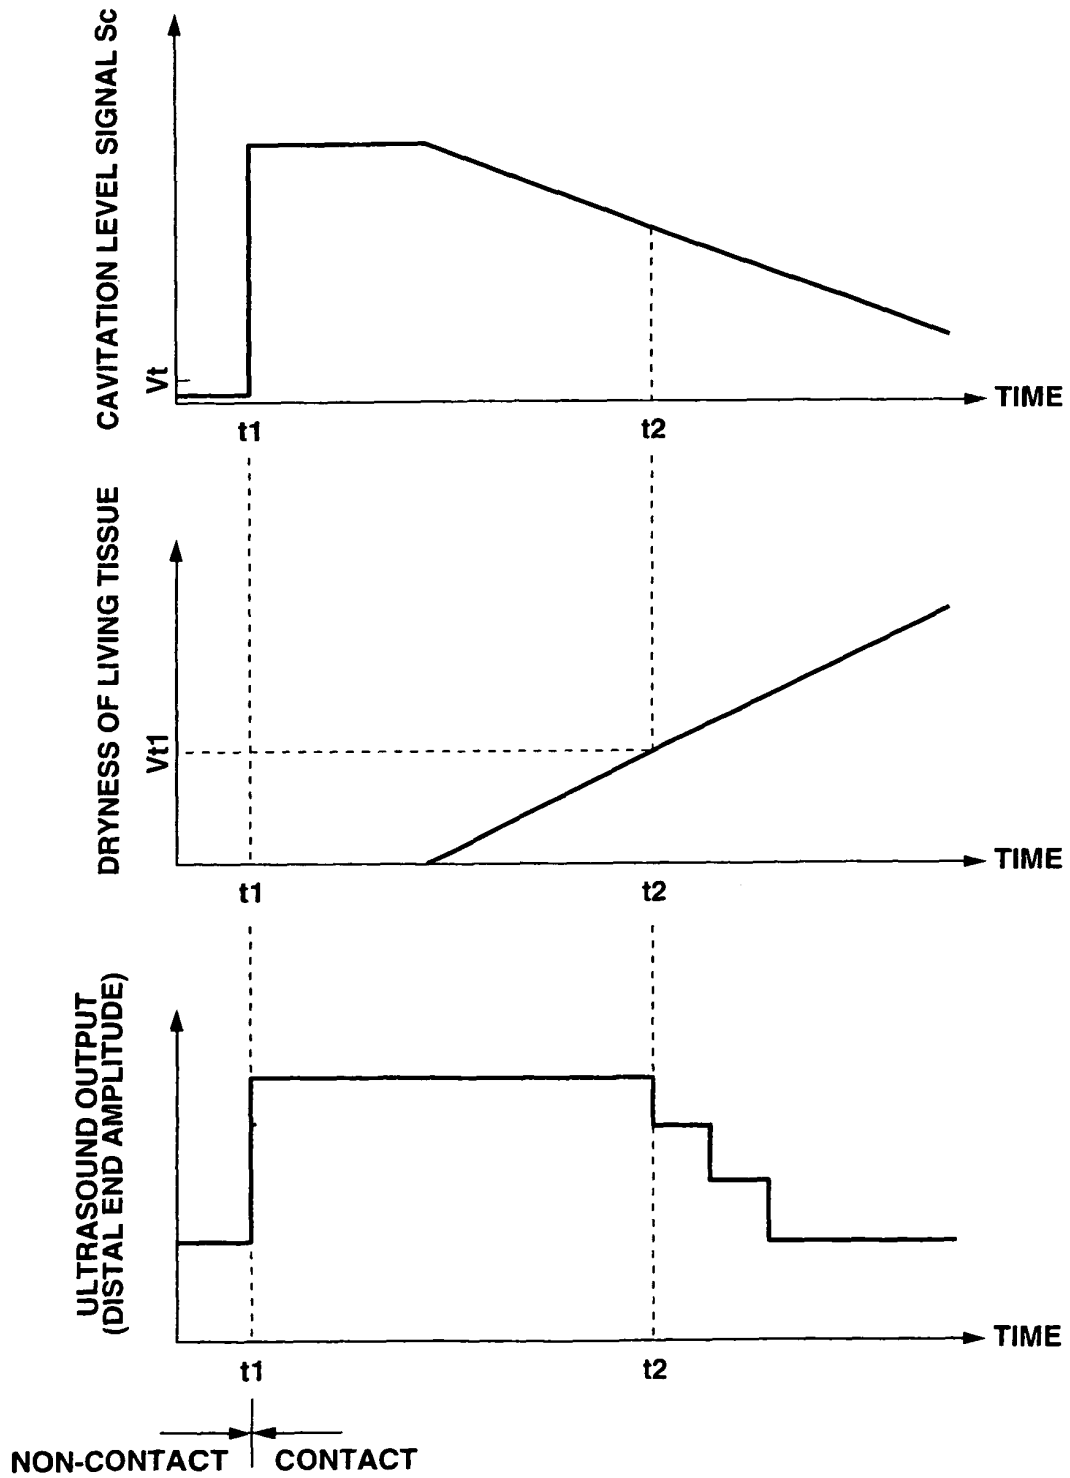 CAVITATION LEVEL SIGNAL Sc
Vt
TIME
t1
t2
DRYNESS OF LIVING TISSUE
Vt1
TIME
t1
t2
ULTRASOUND OUTPUT
(DISTAL END AMPLITUDE)
TIME
t1
t2
NON-CONTACT
CONTACT